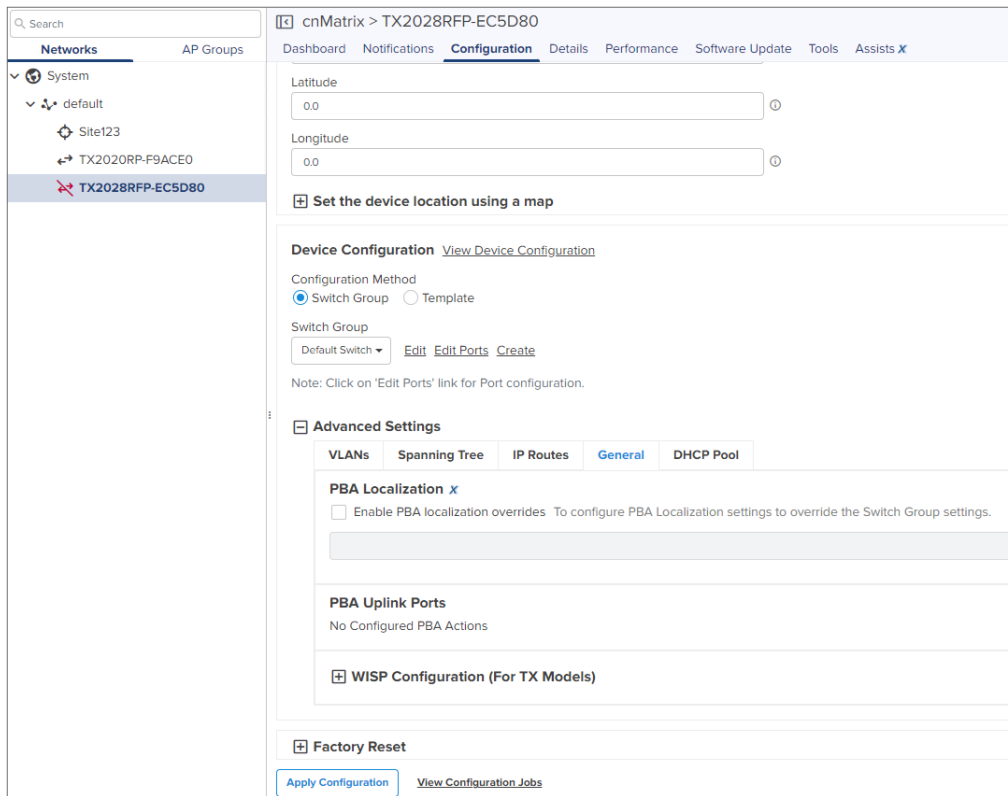 Search
Networks AP Groups
System
default
Site123
TX2020RP-F9ACE0
TX2028RFP-EC5D80
cnMatrix > TX2028RFP-EC5D80
Dashboard Notifications Configuration Details Performance Software Update Tools Assists X
Latitude
0.0
Longitude
0.0
Set the device location using a map
Device Configuration View Device Configuration
Configuration Method
Switch Group Template
Switch Group
Default Switch Edit Edit Ports Create
Note: Click on 'Edit Ports' link for Port configuration.
Advanced Settings
VLANs Spanning Tree IP Routes General DHCP Pool
PBA Localization X
Enable PBA localization overrides To configure PBA Localization settings to override the Switch Group settings.
PBA Uplink Ports
No Configured PBA Actions
WISP Configuration (For TX Models)
Factory Reset
Apply Configuration View Configuration Jobs